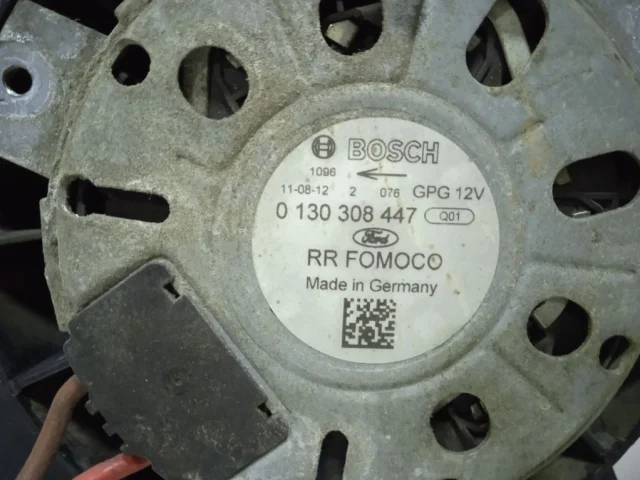 BOSCH
1096
11-08-12 2 076 GPG 12V
0 130 308 447 Q01
Ford
RR FOMOCO
Made in Germany